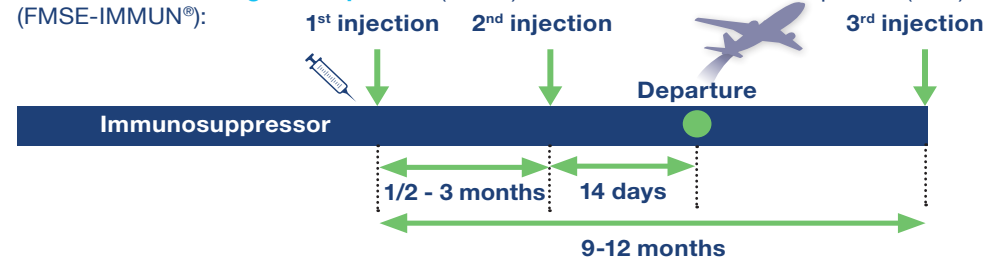 (FMSE-IMMUN®):
1st injection 2nd injection 3rd injection
Departure
Immunosuppressor
1/2 - 3 months 14 days
9-12 months